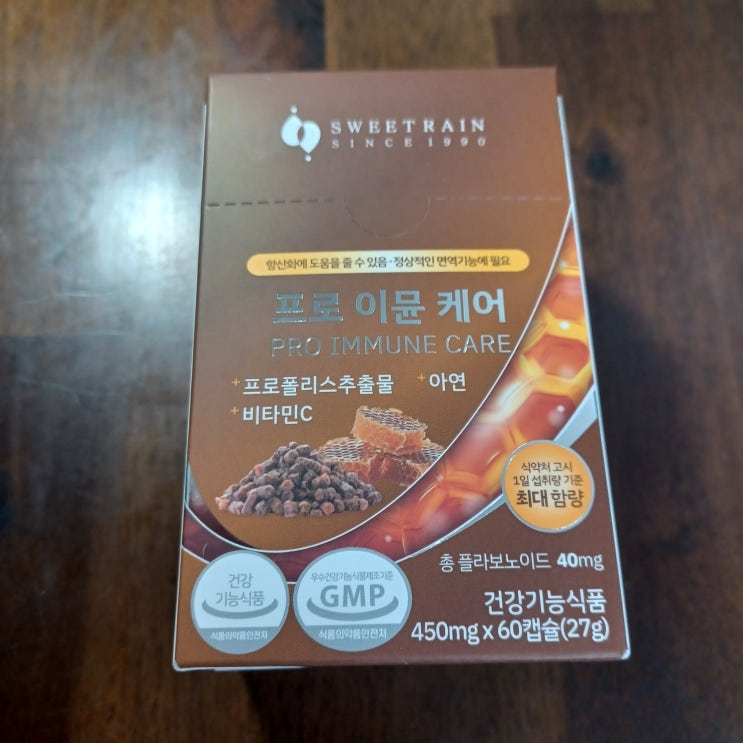 SWEETRAIN
SINCE 1990
항산화에 도움을 줄 수 있음·정상적인 면역기능에 필요
프로 이뮨 케어
PRO IMMUNE CARE
+프로폴리스추출물 +아연
+비타민C
식약처 고시
1일 섭취량 기준
최대 함량
총 플라보노이드 40mg
건강
기능식품
식품의약품안전처
우수건강기능식품제조기준
GMP
식품의약품안전처
건강기능식품
450mg x 60캡슐(27g)